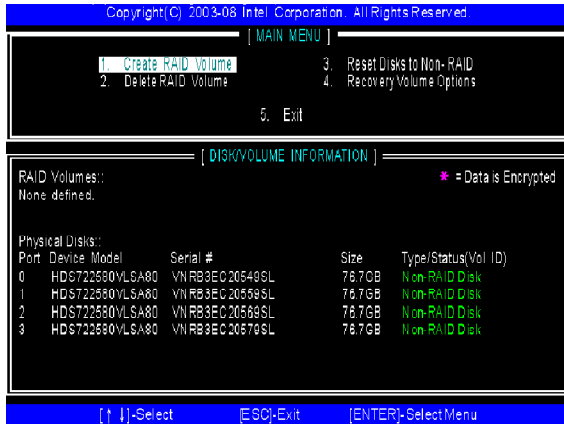 Copyright(C) 2003-08 Intel Corporation. All Rights Reserved.
[ MAIN MENU ]
1. Create RAID Volume
2. Delete RAID Volume
3. Reset Disks to Non-RAID
4. Recovery Volume Options
5. Exit
[ DISK/VOLUME INFORMATION ]
RAID Volumes::
None defined.
* = Data is Encrypted
Physical Disks::
Port Device Model Serial # Size Type/Status(Vol ID)
0 HDS722580VLSA80 VNRB3EC20549SL 76.7GB Non-RAID Disk
1 HDS722580VLSA80 VNRB3EC20559SL 76.7GB Non-RAID Disk
2 HDS722580VLSA80 VNRB3EC20569SL 76.7GB Non-RAID Disk
3 HDS722580VLSA80 VNRB3EC20579SL 76.7GB Non-RAID Disk
[↑ ↓]-Select [ESC]-Exit [ENTER]-Select Menu